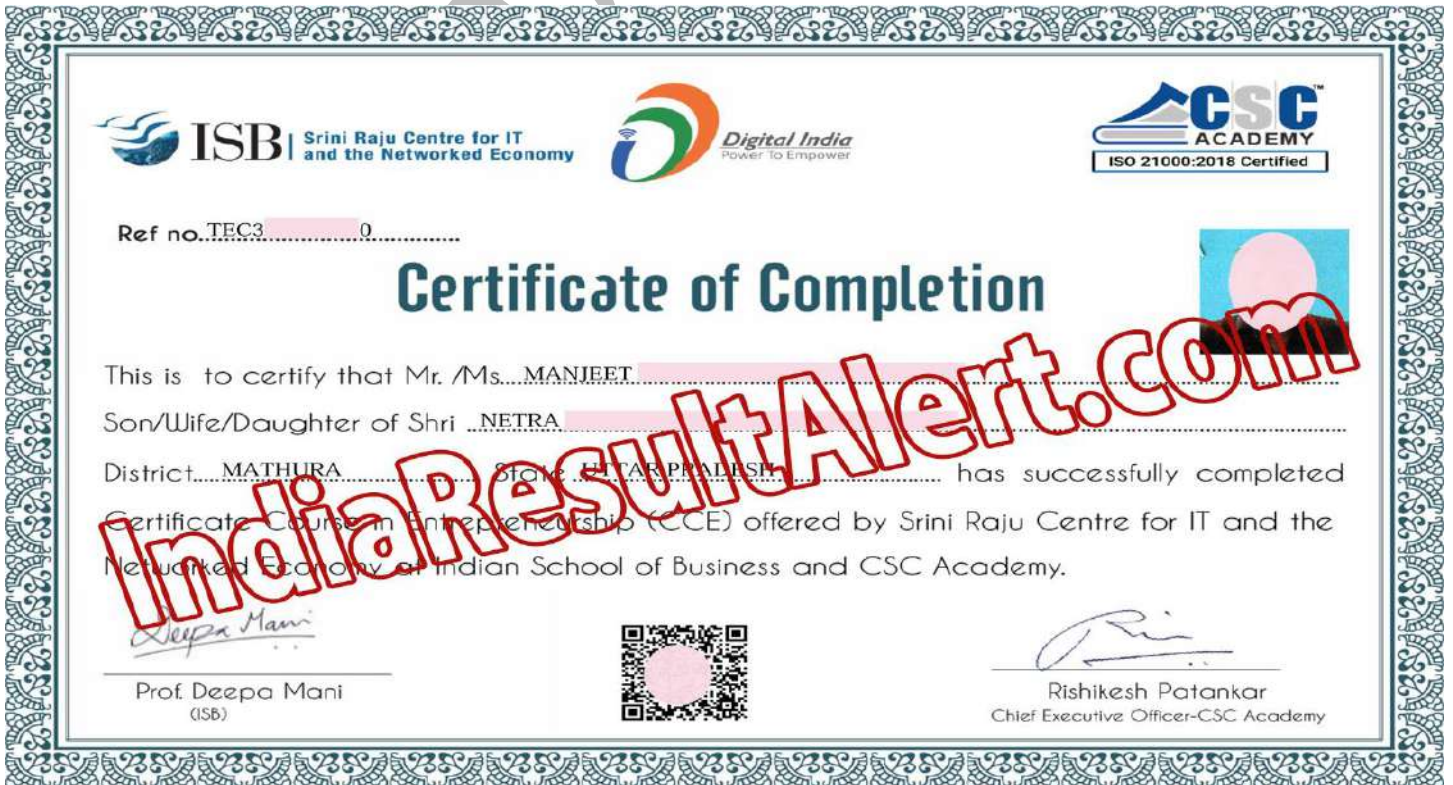 ISB Srini Raju Centre for IT
and the Networked Economy
Digital India
Power To Empower
CSC™
ACADEMY
ISO 21000:2018 Certified
Ref no. TEC3 0
Certificate of Completion
This is to certify that Mr. /Ms. MANJEET
Son/Wife/Daughter of Shri NETRA
District MATHURA State UTTAR PRADESH has successfully completed
Certificate Course in Entrepreneurship (CCE) offered by Srini Raju Centre for IT and the
Networked Economy at Indian School of Business and CSC Academy.
IndiaResultAlert.com
Deepa Mani
Prof. Deepa Mani
(ISB)
Rishikesh Patankar
Chief Executive Officer-CSC Academy